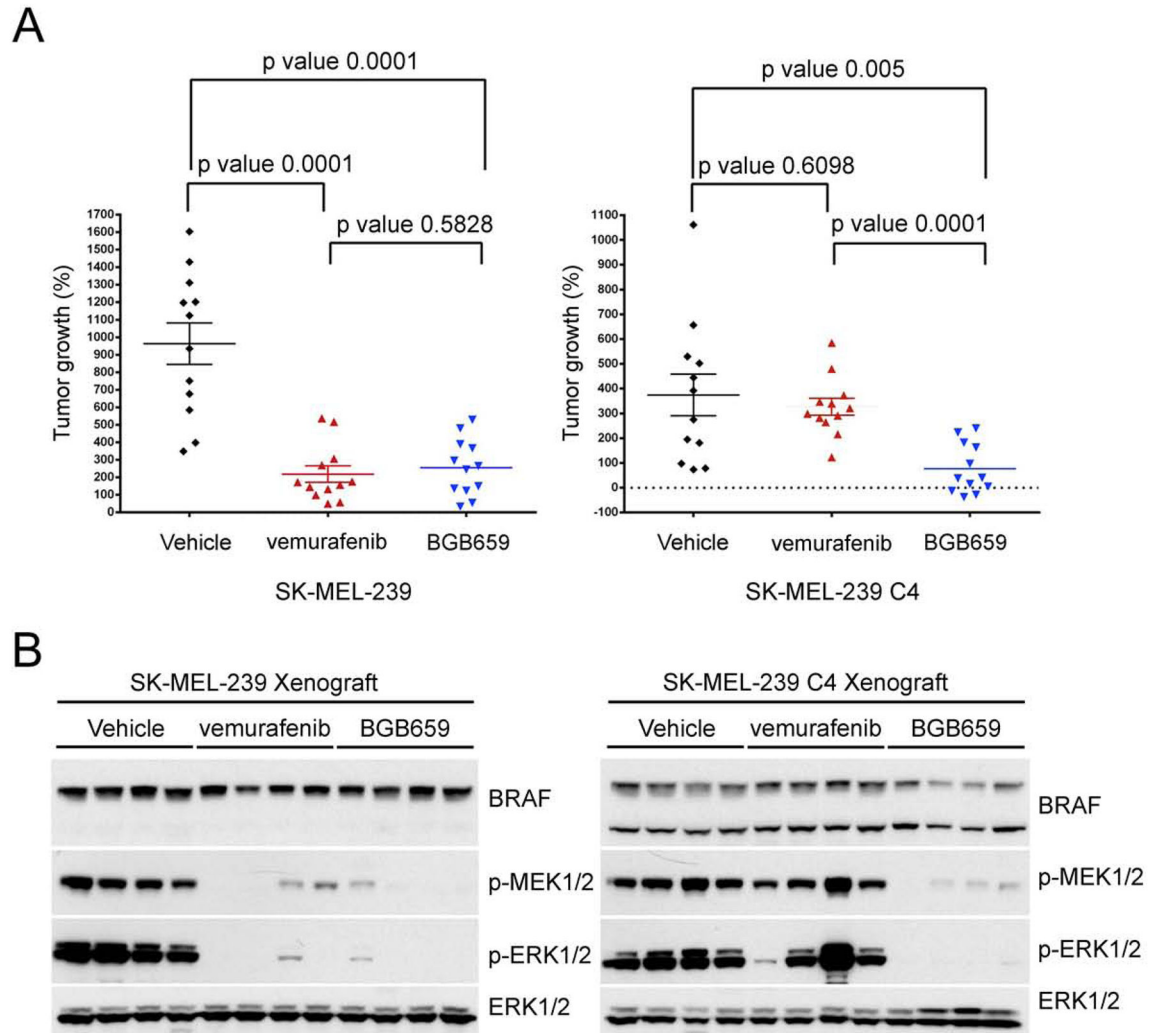 A
p value 0.0001
p value 0.0001
p value 0.5828
Tumor growth (%)
1700
1600
1500
1400
1300
1200
1100
1000
900
800
700
600
500
400
300
200
100
0
Vehicle vemurafenib BGB659
SK-MEL-239
p value 0.005
p value 0.6098
p value 0.0001
Tumor growth (%)
1100
1000
900
800
700
600
500
400
300
200
100
0
-100
Vehicle vemurafenib BGB659
SK-MEL-239 C4
B
SK-MEL-239 Xenograft
Vehicle vemurafenib BGB659
BRAF
p-MEK1/2
p-ERK1/2
ERK1/2
SK-MEL-239 C4 Xenograft
Vehicle vemurafenib BGB659
BRAF
p-MEK1/2
p-ERK1/2
ERK1/2